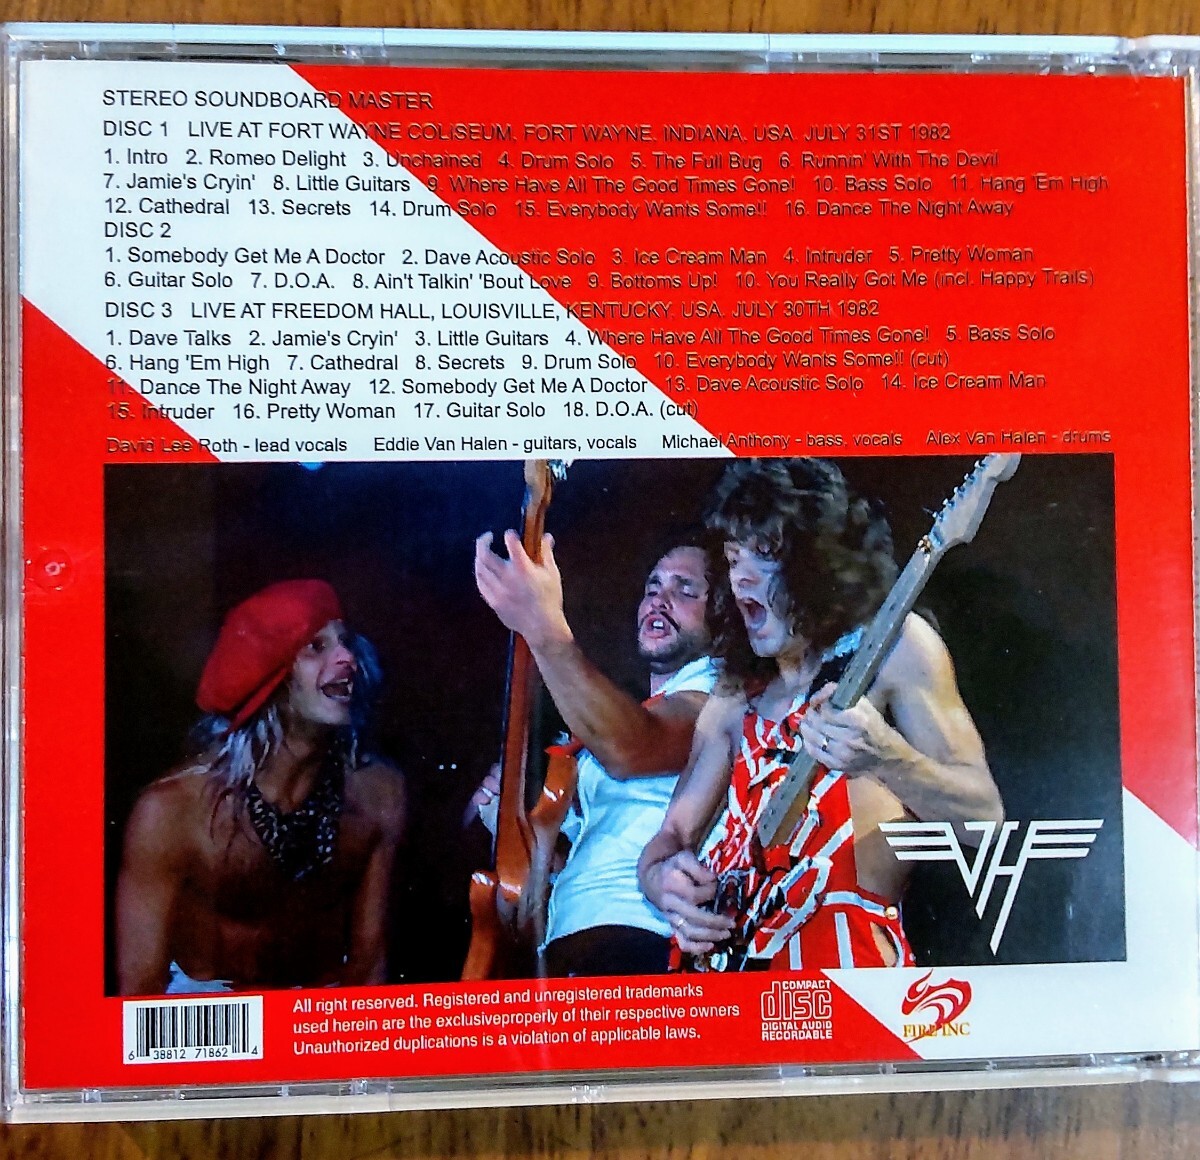 STEREO SOUNDBOARD MASTER
DISC 1 LIVE AT FORT WAYNE COLISEUM, FORT WAYNE. INDIANA, USA. JULY 31ST 1982
1. Intro 2. Romeo Delight 3. Unchained 4. Drum Solo 5. The Full Bug 6. Runnin' With The Devil
7. Jamie's Cryin' 8. Little Guitars 9. Where Have All The Good Times Gone! 10. Bass Solo 11. Hang 'Em High
12. Cathedral 13. Secrets 14. Drum Solo 15. Everybody Wants Some!! 16. Dance The Night Away
DISC 2
1. Somebody Get Me A Doctor 2. Dave Acoustic Solo 3. Ice Cream Man 4. Intruder 5. Pretty Woman
6. Guitar Solo 7. D.O.A. 8. Ain't Talkin' 'Bout Love 9. Bottoms Up! 10. You Really Got Me (incl. Happy Trails)
DISC 3 LIVE AT FREEDOM HALL, LOUISVILLE, KENTUCKY. USA. JULY 30TH 1982
1. Dave Talks 2. Jamie's Cryin' 3. Little Guitars 4. Where Have All The Good Times Gone! 5. Bass Solo
6. Hang 'Em High 7. Cathedral 8. Secrets 9. Drum Solo 10. Everybody Wants Some!! (cut)
11. Dance The Night Away 12. Somebody Get Me A Doctor 13. Dave Acoustic Solo 14. Ice Cream Man
15. Intruder 16. Pretty Woman 17. Guitar Solo 18. D.O.A. (cut)
David Lee Roth - lead vocals Eddie Van Halen - guitars, vocals Michael Anthony - bass, vocals Alex Van Halen - drums
VH
6 38812 71862 4
All right reserved. Registered and unregistered trademarks
used herein are the exclusiveproperly of their respective owners
Unauthorized duplications is a violation of applicable laws.
COMPACT
disc
DIGITAL AUDIO
RECORDABLE
FIRE INC